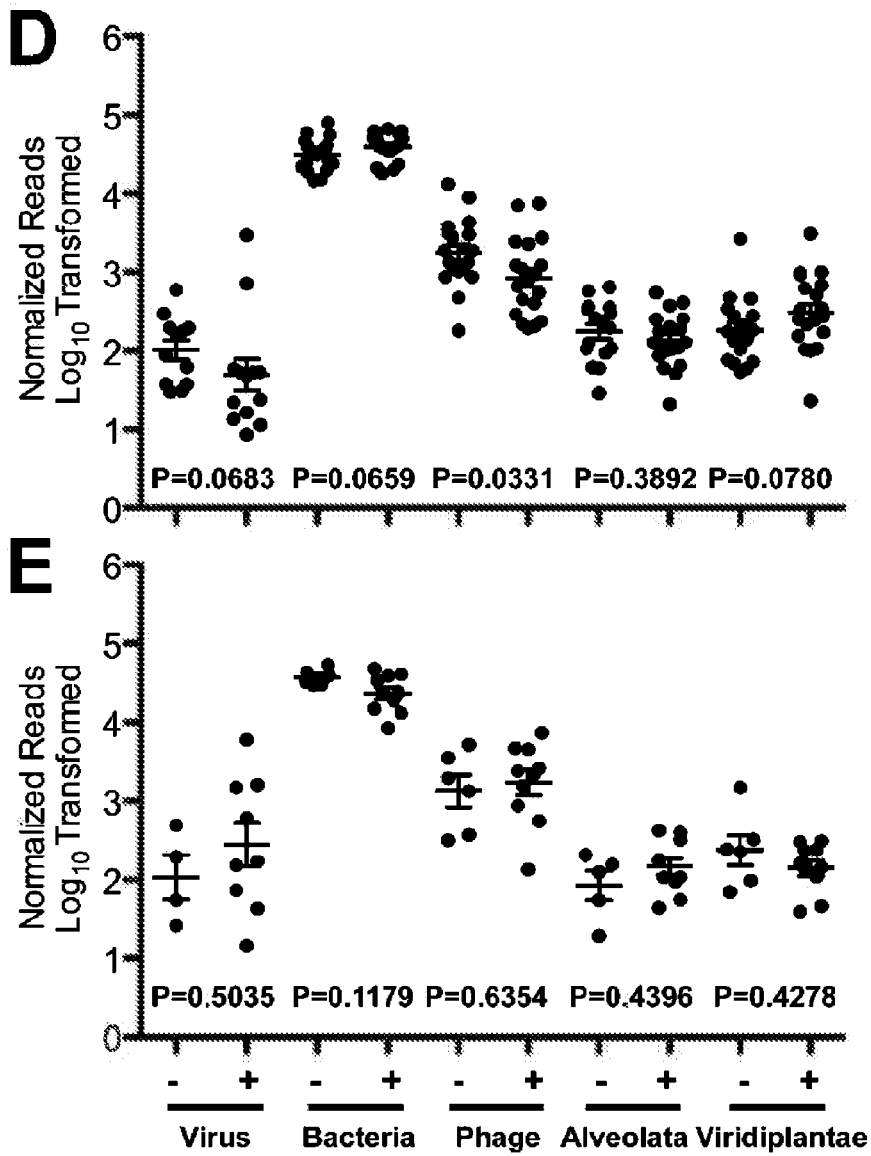 D
Normalized Reads
Log10 Transformed
6
5
4
3
2
1
0
P=0.0683 P=0.0659 P=0.0331 P=0.3892 P=0.0780
E
Normalized Reads
Log10 Transformed
6
5
4
3
2
1
0
P=0.5035 P=0.1179 P=0.6354 P=0.4396 P=0.4278
- + - + - + - + - +
Virus Bacteria Phage Alveolata Viridiplantae